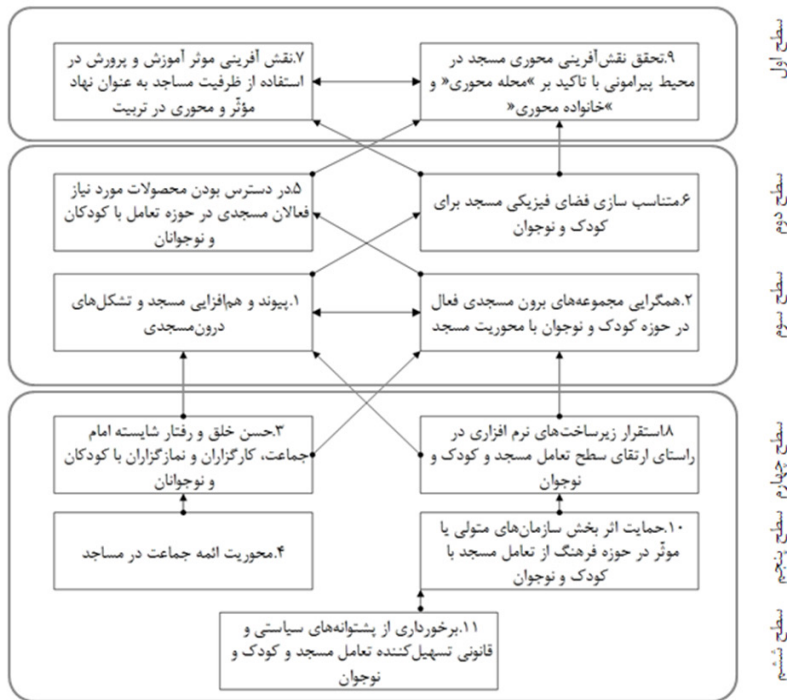 سطح اول
۹.تحقق نقش‌آفرینی محوری مسجد در
محیط پیرامونی با تاکید بر »محله محوری« و
»خانواده محوری«
۷.نقش آفرینی موثر آموزش و پرورش در
استفاده از ظرفیت مساجد به عنوان نهاد
مؤثّر و محوری در تربیت
سطح دوم
۶.متناسب سازی فضای فیزیکی مسجد برای
کودک و نوجوان
۵.در دسترس بودن محصولات مورد نیاز
فعالان مسجدی در حوزه تعامل با کودکان
و نوجوانان
سطح سوم
۲.همگرایی مجموعه‌های برون مسجدی فعال
در حوزه کودک و نوجوان با محوریت مسجد
۱.پیوند و هم‌افزایی مسجد و تشکل‌های
درون‌مسجدی
سطح چهارم
۸.استقرار زیرساخت‌های نرم افزاری در
راستای ارتقای سطح تعامل مسجد و کودک و
نوجوان
۳.حسن خلق و رفتار شایسته امام
جماعت، کارگزاران و نمازگزاران با کودکان
و نوجوانان
سطح پنجم
۱۰.حمایت اثر بخش سازمان‌های متولی یا
موثّر در حوزه فرهنگ از تعامل مسجد با
کودک و نوجوان
۴.محوریت ائمه جماعت در مساجد
سطح ششم
۱۱.برخورداری از پشتوانه‌های سیاستی و
قانونی تسهیل‌کننده تعامل مسجد و کودک و
نوجوان